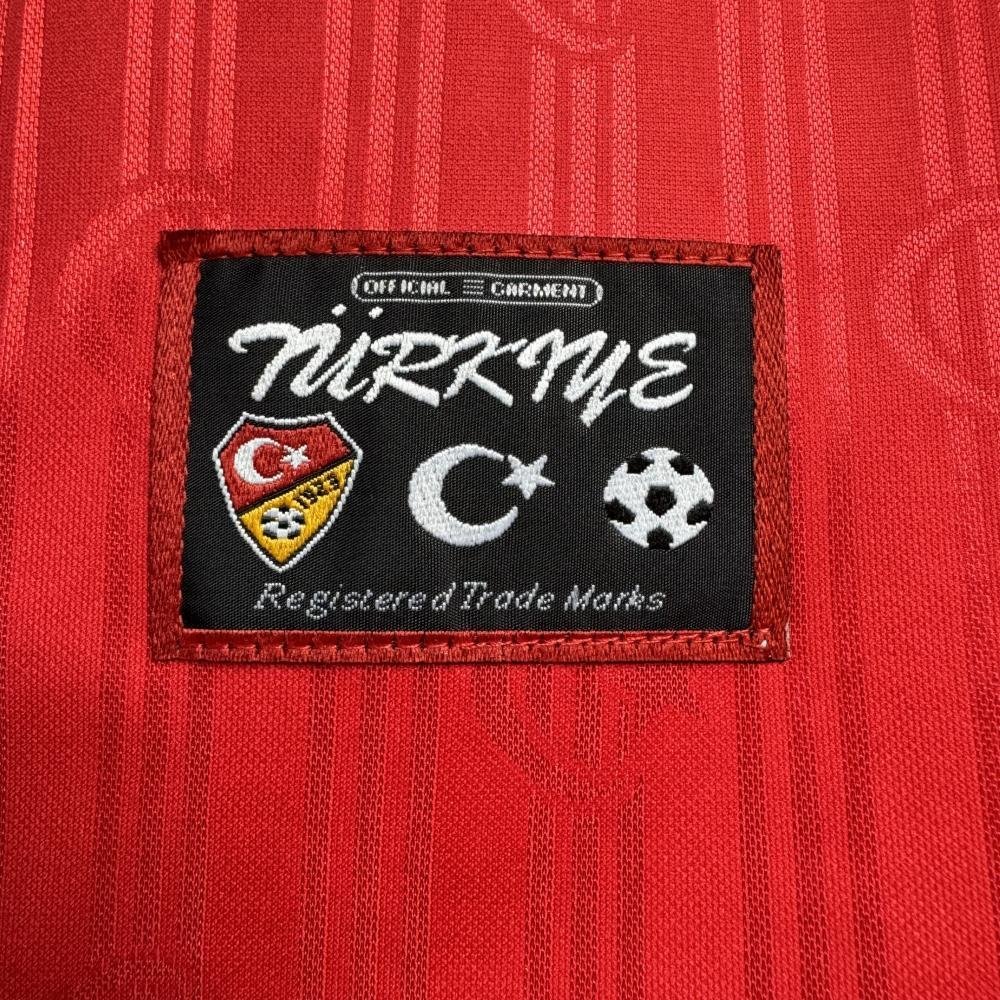 OFFICIAL GARMENT
TÜRKIYE
1923
Registered Trade Marks